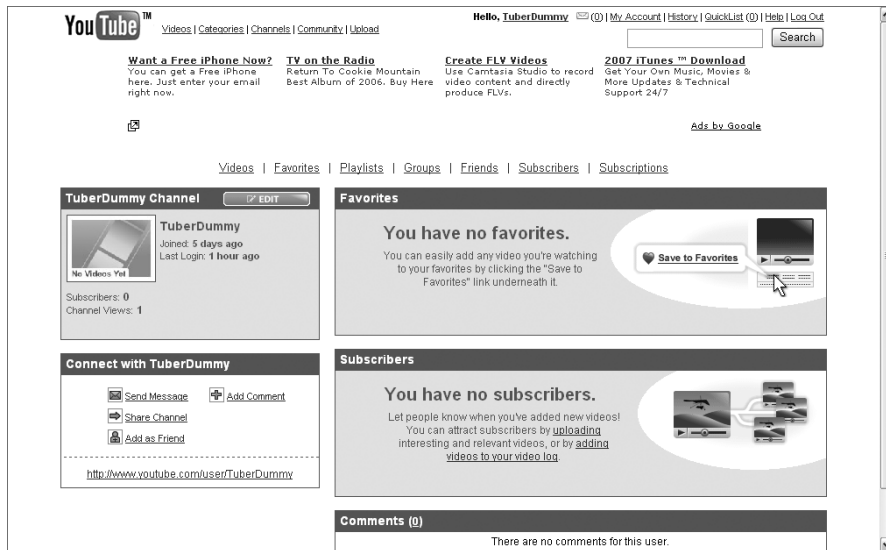 YouTube™
Hello, TuberDummy (0) | My Account | History | QuickList (0) | Help | Log Out
Videos | Categories | Channels | Community | Upload
Search
Want a Free iPhone Now?
You can get a Free iPhone
here. Just enter your email
right now.
TV on the Radio
Return To Cookie Mountain
Best Album of 2006. Buy Here
Create FLV Videos
Use Camtasia Studio to record
video content and directly
produce FLVs.
2007 iTunes ™ Download
Get Your Own Music, Movies &
More Updates & Technical
Support 24/7
Ads by Google
Videos | Favorites | Playlists | Groups | Friends | Subscribers | Subscriptions
TuberDummy Channel
EDIT
TuberDummy
Joined: 5 days ago
Last Login: 1 hour ago
No Videos Yet
Subscribers: 0
Channel Views: 1
Connect with TuberDummy
Send Message
Add Comment
Share Channel
Add as Friend
http://www.youtube.com/user/TuberDummy
Favorites
You have no favorites.
You can easily add any video you're watching
to your favorites by clicking the "Save to
Favorites" link underneath it.
Save to Favorites
Subscribers
You have no subscribers.
Let people know when you've added new videos!
You can attract subscribers by uploading
interesting and relevant videos, or by adding
videos to your video log.
Comments (0)
There are no comments for this user.